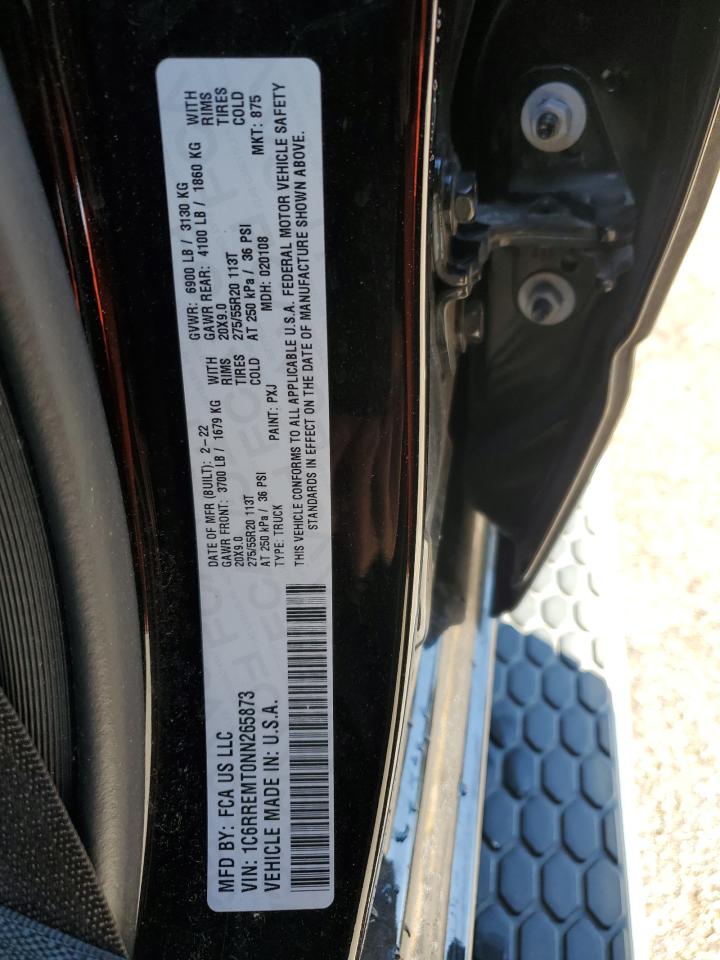 MFD BY: FCA US LLC
VIN: 1C6RREMT0NN265873
VEHICLE MADE IN: U.S.A.
DATE OF MFR (BUILT): 2-22
GAWR FRONT: 3700 LB / 1679 KG WITH
20X9.0 RIMS
275/55R20 113T TIRES
AT 250 kPa / 36 PSI COLD
TYPE: TRUCK PAINT: PXJ
GVWR: 6900 LB / 3130 KG
GAWR REAR: 4100 LB / 1860 KG WITH
20X9.0 RIMS
275/55R20 113T TIRES
AT 250 kPa / 36 PSI COLD
MDH: 020108 MKT: 875
THIS VEHICLE CONFORMS TO ALL APPLICABLE U.S.A. FEDERAL MOTOR VEHICLE SAFETY
STANDARDS IN EFFECT ON THE DATE OF MANUFACTURE SHOWN ABOVE.